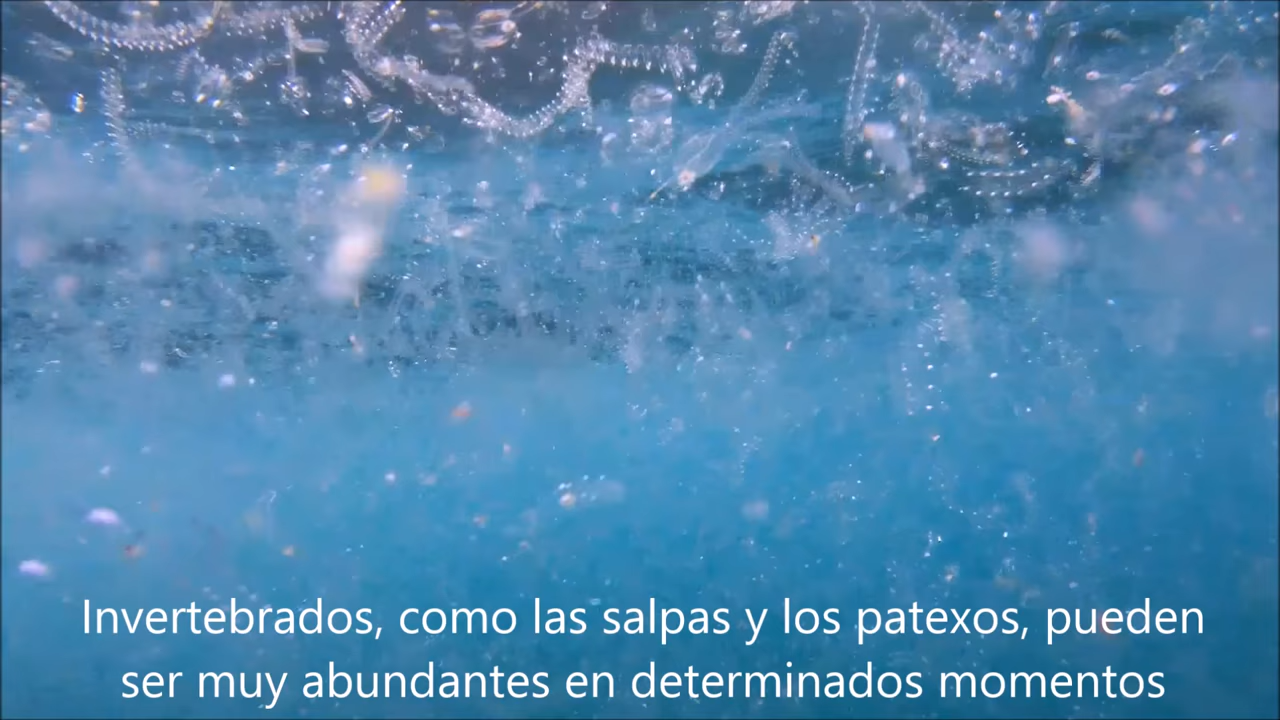 Invertebrados, como las salpas y los patexos, pueden
ser muy abundantes en determinados momentos